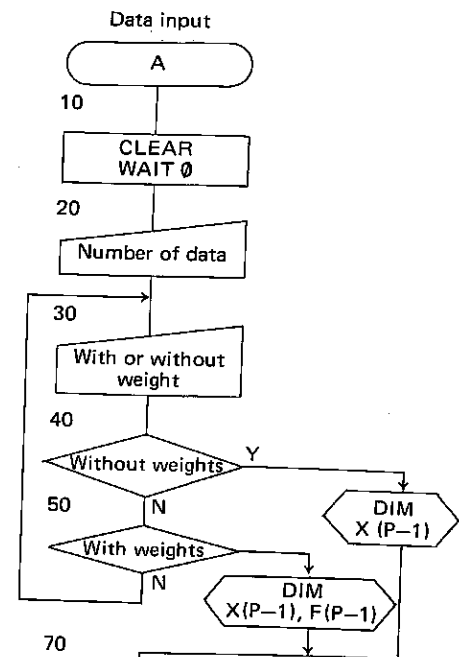 Data input
A
10
CLEAR
WAIT 0
20
Number of data
30
With or without
weight
40
Without weights
Y
N
DIM
X (P–1)
50
With weights
N
DIM
X(P–1), F(P–1)
70